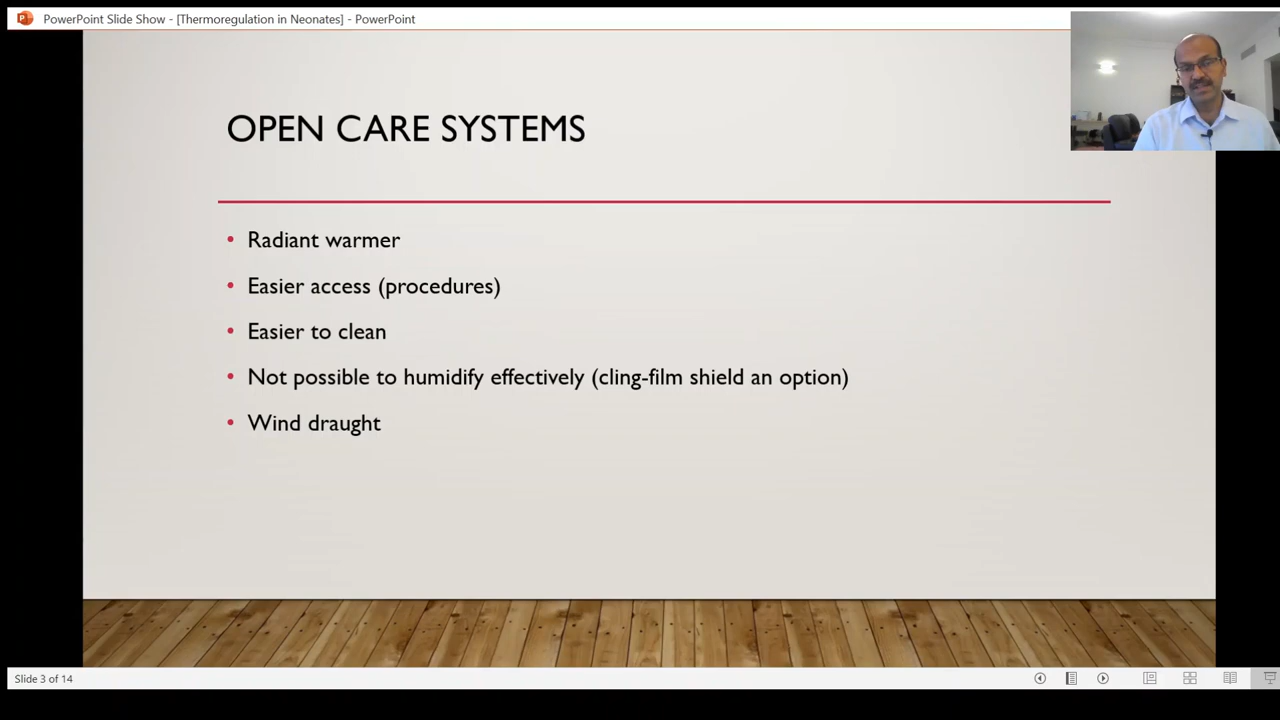 PowerPoint Slide Show - [Thermoregulation in Neonates] - PowerPoint
OPEN CARE SYSTEMS
• Radiant warmer
• Easier access (procedures)
• Easier to clean
• Not possible to humidify effectively (cling-film shield an option)
• Wind draught
Slide 3 of 14